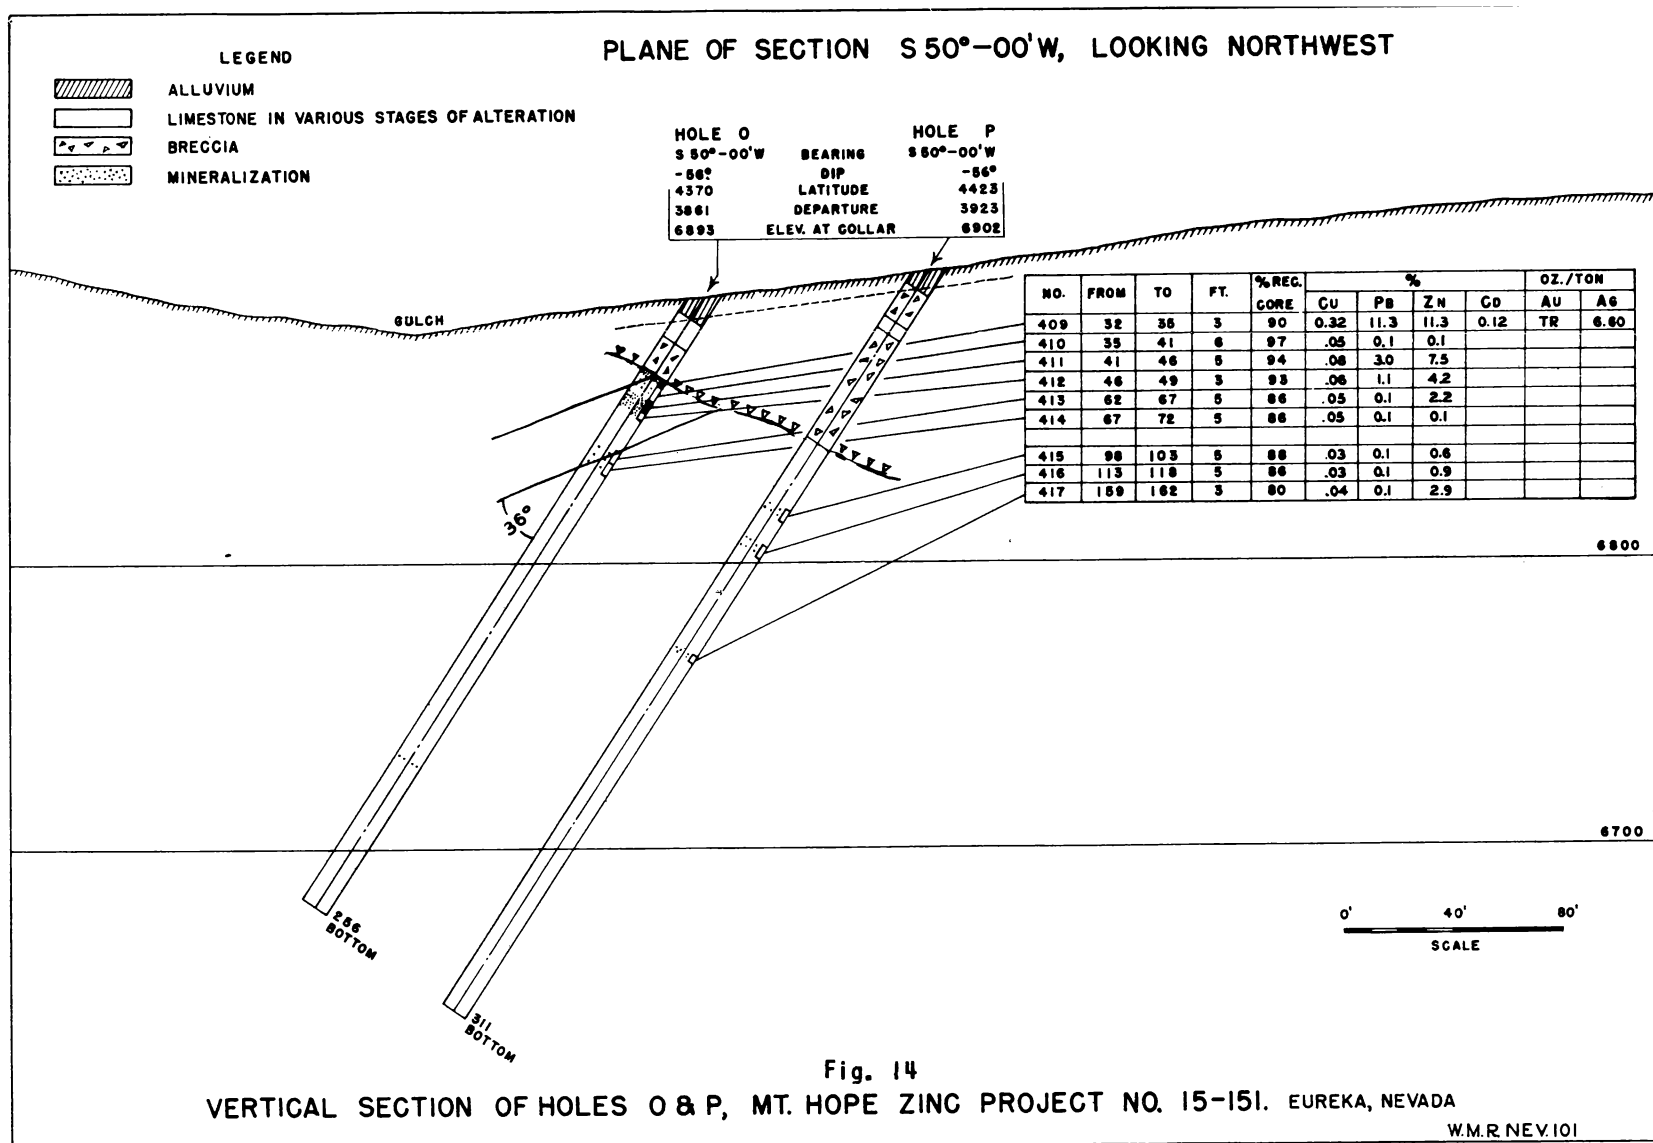 PLANE OF SECTION S 50°-00'W, LOOKING NORTHWEST
LEGEND
ALLUVIUM
LIMESTONE IN VARIOUS STAGES OF ALTERATION
BRECCIA
MINERALIZATION
HOLE O HOLE P
S 50°-00'W BEARING S 50°-00'W
-56° DIP -56°
4370 LATITUDE 4423
3861 DEPARTURE 3923
6893 ELEV. AT COLLAR 6902
GULCH
NO. FROM TO FT. % REC. CORE % OZ./TON
CU PB ZN CD AU AG
409 32 35 3 90 0.32 11.3 11.3 0.12 TR 6.60
410 35 41 6 97 .05 0.1 0.1
411 41 46 5 94 .06 3.0 7.5
412 46 49 3 93 .06 1.1 4.2
413 62 67 5 86 .05 0.1 2.2
414 67 72 5 86 .05 0.1 0.1
415 98 103 5 88 .03 0.1 0.6
416 113 118 5 86 .03 0.1 0.9
417 159 162 3 80 .04 0.1 2.9
36°
6800
6700
256
BOTTOM
311
BOTTOM
0' 40' 80'
SCALE
Fig. 14
VERTICAL SECTION OF HOLES O & P, MT. HOPE ZINC PROJECT NO. 15-151. EUREKA, NEVADA
W.M.R. NEV. 101